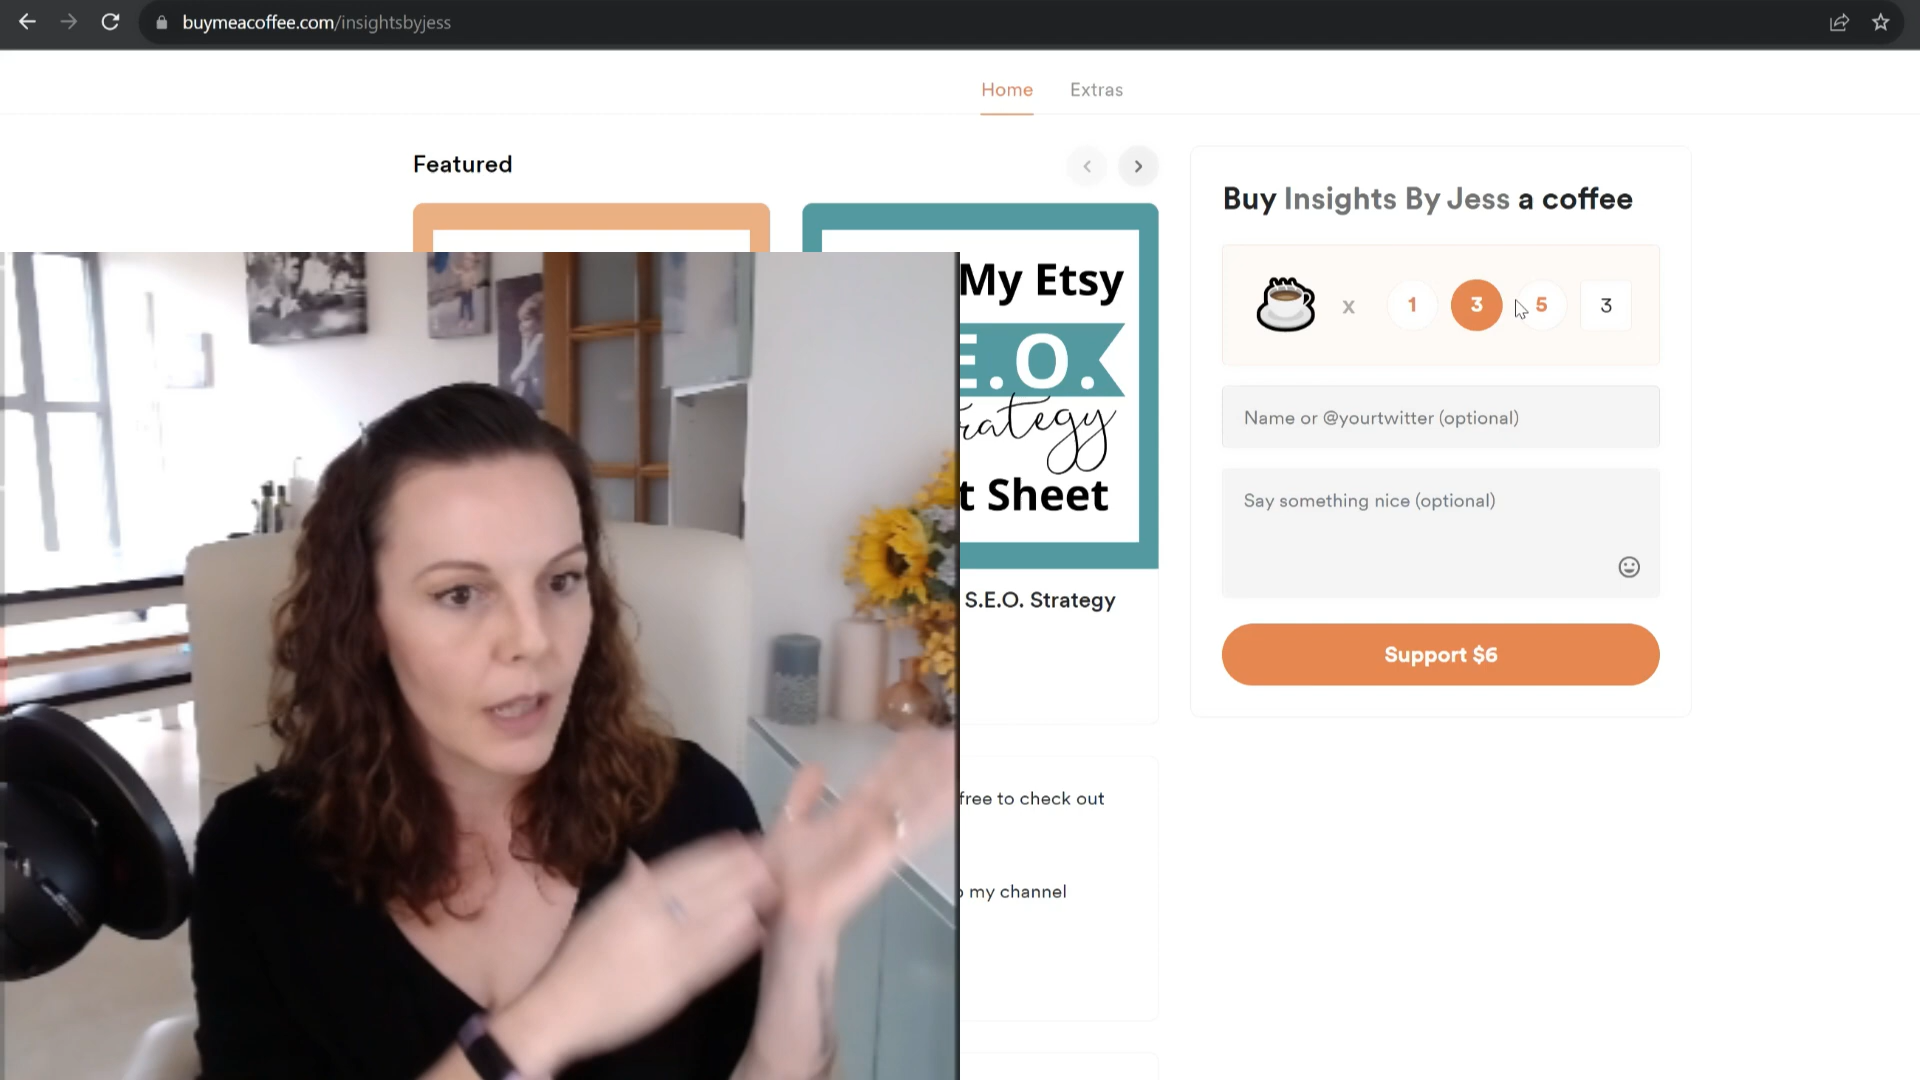 buymeacoffee.com/insightsbyjess
Home Extras
Featured
Buy Insights By Jess a coffee
x 1 3 5 3
My Etsy
E.O.
rategy
t Sheet
Name or @yourtwitter (optional)
Say something nice (optional)
S.E.O. Strategy
Support $6
free to check out
my channel